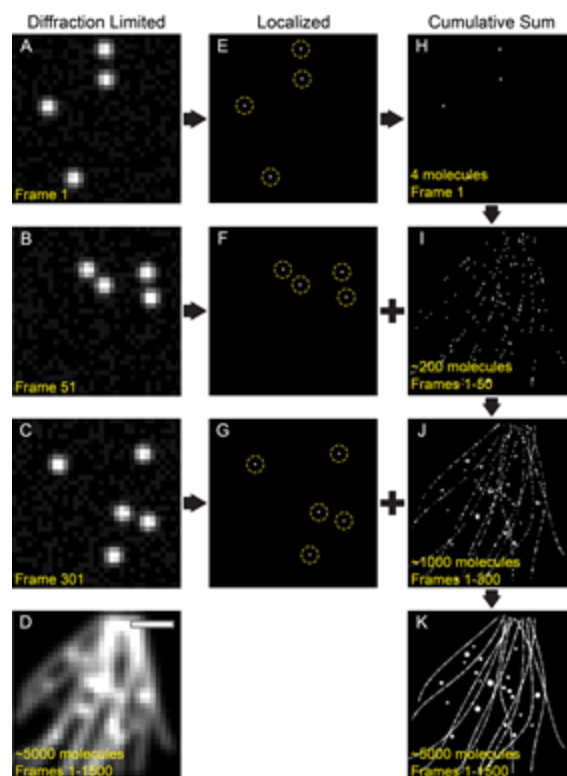 Diffraction Limited
Localized
Cumulative Sum
A
E
H
Frame 1
4 molecules
Frame 1
B
F
I
Frame 51
~200 molecules
Frames 1-50
C
G
J
Frame 301
~1000 molecules
Frames 1-300
D
K
~5000 molecules
Frames 1-1500
~5000 molecules
Frames 1-1500